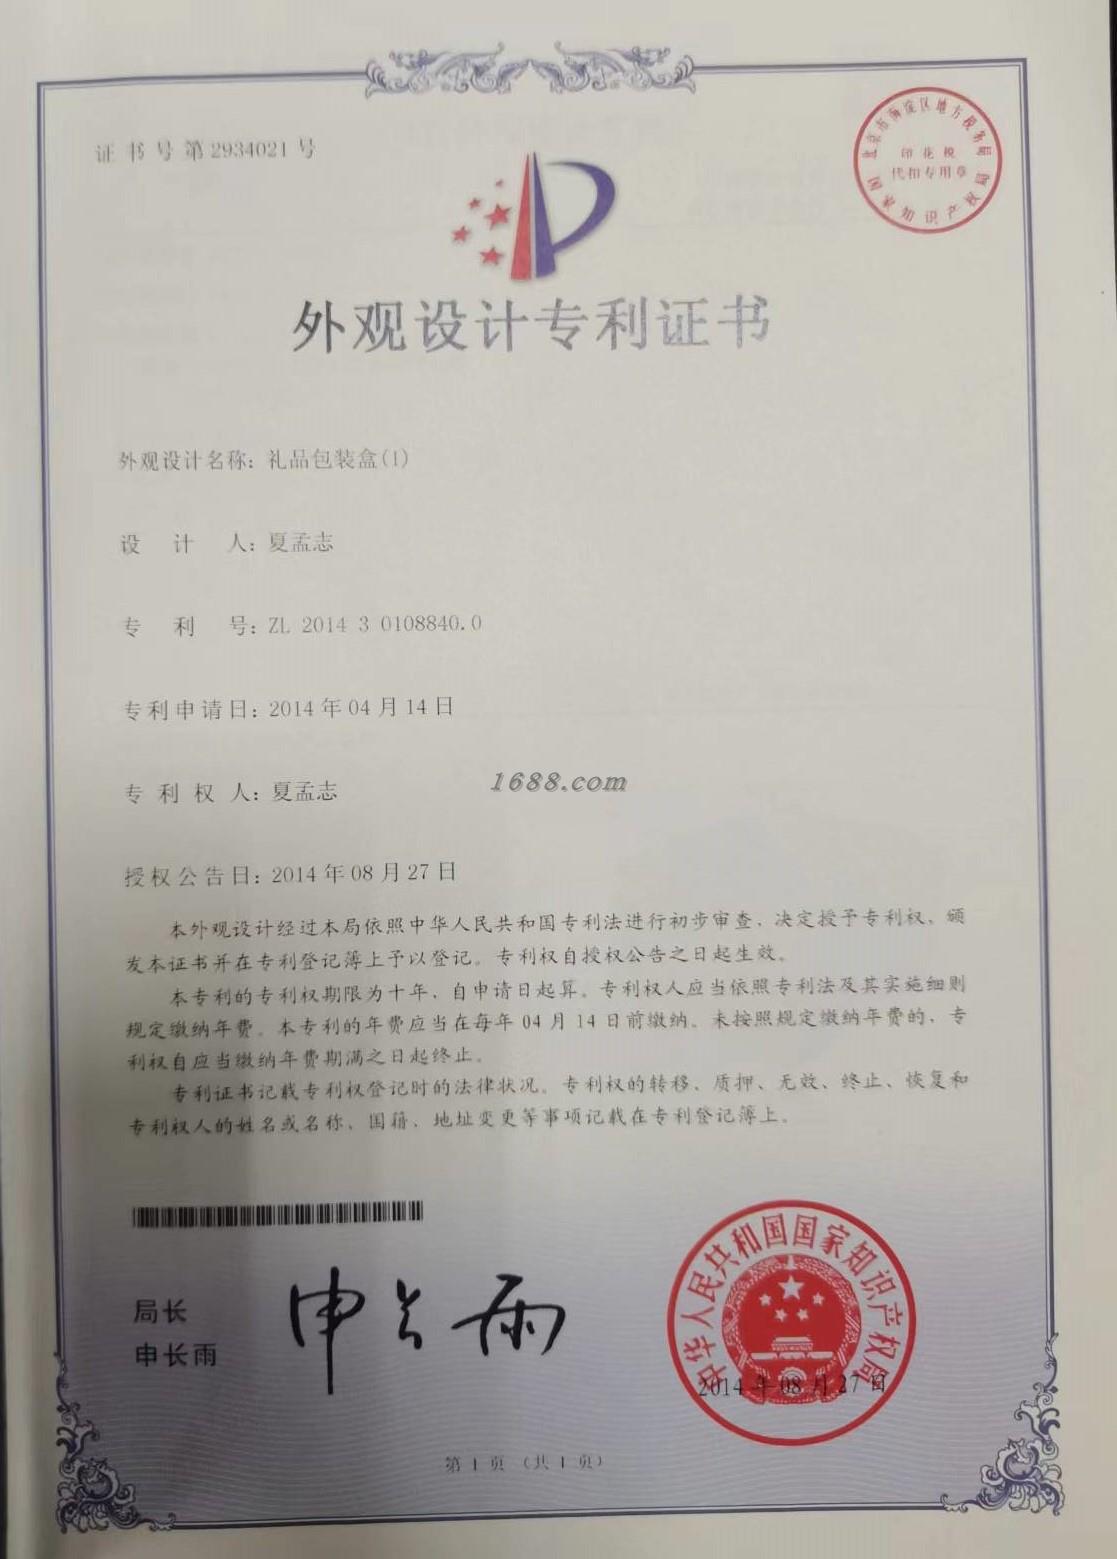 证书号第2934021号
北京市海淀区地方税务局
印花税
代扣专用章
国家知识产权局
外观设计专利证书
外观设计名称：礼品包装盒(1)
设计人：夏孟志
专利号：ZL 2014 3 0108840.0
专利申请日：2014年04月14日
专利权人：夏孟志
1688.com
授权公告日：2014年08月27日
本外观设计经过本局依照中华人民共和国专利法进行初步审查，决定授予专利权，颁
发本证书并在专利登记簿上予以登记。专利权自授权公告之日起生效。
本专利的专利权期限为十年，自申请日起算。专利权人应当依照专利法及其实施细则
规定缴纳年费。本专利的年费应当在每年04月14日前缴纳。未按照规定缴纳年费的，专
利权自应当缴纳年费期满之日起终止。
专利证书记载专利权登记时的法律状况。专利权的转移、质押、无效、终止、恢复和
专利权人的姓名或名称、国籍、地址变更等事项记载在专利登记簿上。
局长
申长雨
申长雨
中华人民共和国国家知识产权局
2014年08月27日
第1页（共1页）